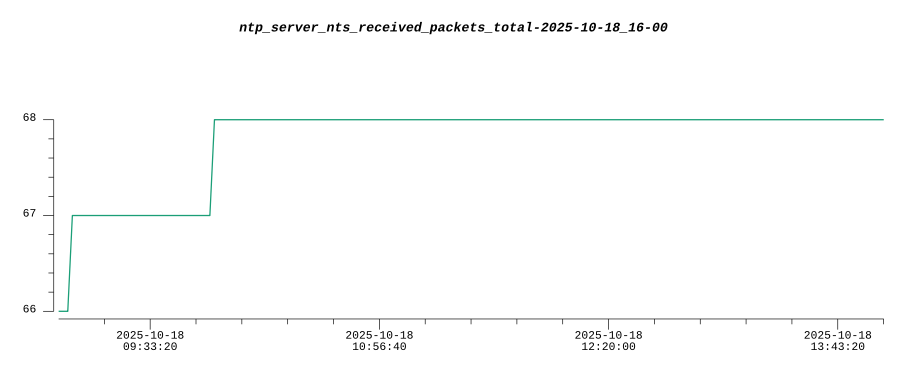 ntp_server_nts_received_packets_total-2025-10-18_16-00
68
67
66
2025-10-18 2025-10-18 2025-10-18 2025-10-18
09:33:20 10:56:40 12:20:00 13:43:20